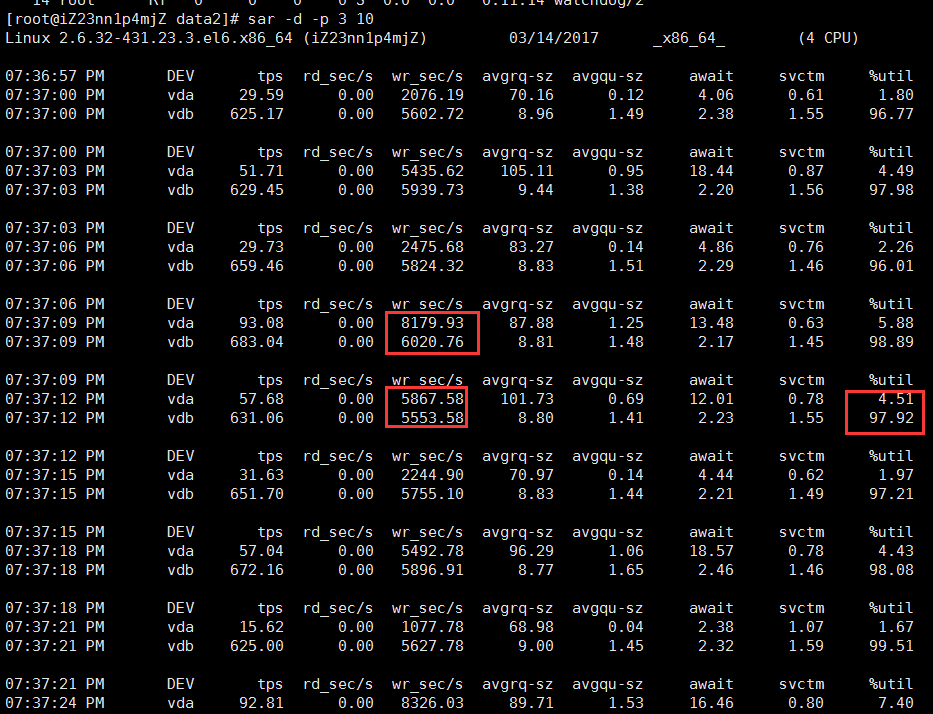 14 root RT 0 0 0 0 S 0.0 0.0 0:11.14 watchdog/2
[root@iZ23nn1p4mjZ data2]# sar -d -p 3 10
Linux 2.6.32-431.23.3.el6.x86_64 (iZ23nn1p4mjZ) 03/14/2017 _x86_64_ (4 CPU)
07:36:57 PM DEV tps rd_sec/s wr_sec/s avgrq-sz avgqu-sz await svctm %util
07:37:00 PM vda 29.59 0.00 2076.19 70.16 0.12 4.06 0.61 1.80
07:37:00 PM vdb 625.17 0.00 5602.72 8.96 1.49 2.38 1.55 96.77
07:37:00 PM DEV tps rd_sec/s wr_sec/s avgrq-sz avgqu-sz await svctm %util
07:37:03 PM vda 51.71 0.00 5435.62 105.11 0.95 18.44 0.87 4.49
07:37:03 PM vdb 629.45 0.00 5939.73 9.44 1.38 2.20 1.56 97.98
07:37:03 PM DEV tps rd_sec/s wr_sec/s avgrq-sz avgqu-sz await svctm %util
07:37:06 PM vda 29.73 0.00 2475.68 83.27 0.14 4.86 0.76 2.26
07:37:06 PM vdb 659.46 0.00 5824.32 8.83 1.51 2.29 1.46 96.01
07:37:06 PM DEV tps rd_sec/s wr_sec/s avgrq-sz avgqu-sz await svctm %util
07:37:09 PM vda 93.08 0.00 8179.93 87.88 1.25 13.48 0.63 5.88
07:37:09 PM vdb 683.04 0.00 6020.76 8.81 1.48 2.17 1.45 98.89
07:37:09 PM DEV tps rd_sec/s wr_sec/s avgrq-sz avgqu-sz await svctm %util
07:37:12 PM vda 57.68 0.00 5867.58 101.73 0.69 12.01 0.78 4.51
07:37:12 PM vdb 631.06 0.00 5553.58 8.80 1.41 2.23 1.55 97.92
07:37:12 PM DEV tps rd_sec/s wr_sec/s avgrq-sz avgqu-sz await svctm %util
07:37:15 PM vda 31.63 0.00 2244.90 70.97 0.14 4.44 0.62 1.97
07:37:15 PM vdb 651.70 0.00 5755.10 8.83 1.44 2.21 1.49 97.21
07:37:15 PM DEV tps rd_sec/s wr_sec/s avgrq-sz avgqu-sz await svctm %util
07:37:18 PM vda 57.04 0.00 5492.78 96.29 1.06 18.57 0.78 4.43
07:37:18 PM vdb 672.16 0.00 5896.91 8.77 1.65 2.46 1.46 98.08
07:37:18 PM DEV tps rd_sec/s wr_sec/s avgrq-sz avgqu-sz await svctm %util
07:37:21 PM vda 15.62 0.00 1077.78 68.98 0.04 2.38 1.07 1.67
07:37:21 PM vdb 625.00 0.00 5627.78 9.00 1.45 2.32 1.59 99.51
07:37:21 PM DEV tps rd_sec/s wr_sec/s avgrq-sz avgqu-sz await svctm %util
07:37:24 PM vda 92.81 0.00 8326.03 89.71 1.53 16.46 0.80 7.40